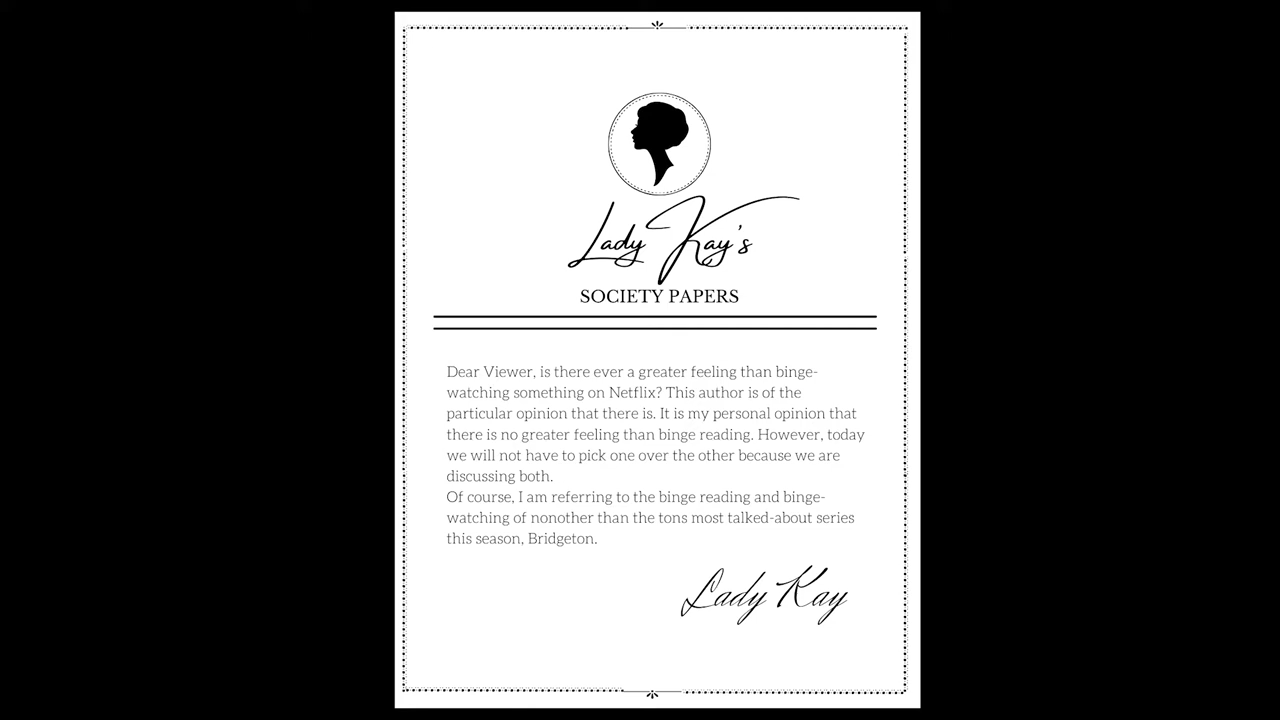 Lady Kay's
SOCIETY PAPERS
Dear Viewer, is there ever a greater feeling than binge-
watching something on Netflix? This author is of the
particular opinion that there is. It is my personal opinion that
there is no greater feeling than binge reading. However, today
we will not have to pick one over the other because we are
discussing both.
Of course, I am referring to the binge reading and binge-
watching of nonother than the tons most talked-about series
this season, Bridgeton.
Lady Kay